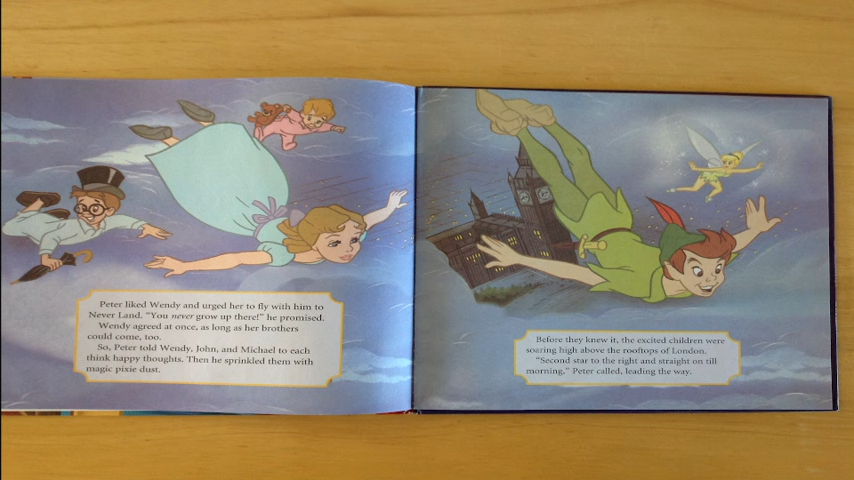 Peter liked Wendy and urged her to fly with him to
Never Land. "You never grow up there!" he promised.
Wendy agreed at once, as long as her brothers
could come, too.
So, Peter told Wendy, John, and Michael to each
think happy thoughts. Then he sprinkled them with
magic pixie dust.
Before they knew it, the excited children were
soaring high above the rooftops of London.
"Second star to the right and straight on till
morning," Peter called, leading the way.